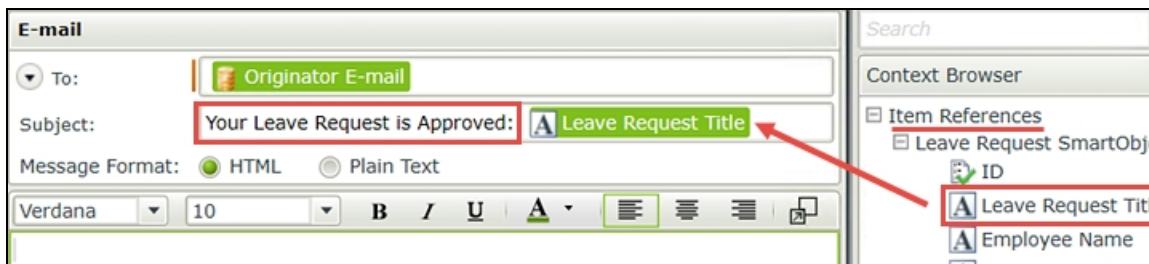 E-mail
To: Originator E-mail
Subject: Your Leave Request is Approved: A Leave Request Title
Message Format: HTML Plain Text
Verdana 10 B I U A
Search
Context Browser
Item References
Leave Request SmartObj
ID
A Leave Request Tit
A Employee Name